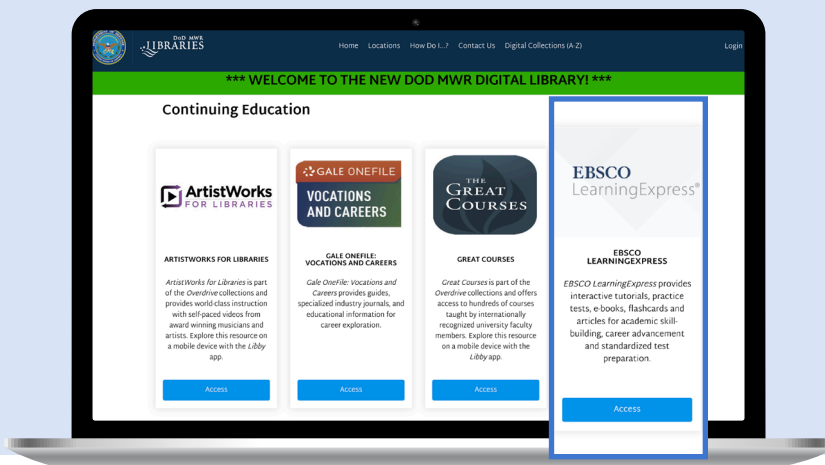 DoD MWR
LIBRARIES
Home Locations How Do I...? Contact Us Digital Collections (A-Z) Login
*** WELCOME TO THE NEW DOD MWR DIGITAL LIBRARY! ***
Continuing Education
ArtistWorks
FOR LIBRARIES
ARTISTWORKS FOR LIBRARIES
ArtistWorks for Libraries is part
of the Overdrive collections and
provides world-class instruction
with self-paced videos from
award winning musicians and
artists. Explore this resource on
a mobile device with the Libby
app.
Access
GALE ONEFILE
VOCATIONS
AND CAREERS
GALE ONEFILE:
VOCATIONS AND CAREERS
Gale OneFile: Vocations and
Careers provides guides,
specialized industry journals, and
educational information for
career exploration.
Access
THE
GREAT
COURSES
GREAT COURSES
Great Courses is part of the
Overdrive collections and offers
access to hundreds of courses
taught by internationally
recognized university faculty
members. Explore this resource
on a mobile device with the
Libby app.
Access
EBSCO
LearningExpress®
EBSCO
LEARNINGEXPRESS
EBSCO LearningExpress provides
interactive tutorials, practice
tests, e-books, flashcards and
articles for academic skill-
building, career advancement
and standardized test
preparation.
Access